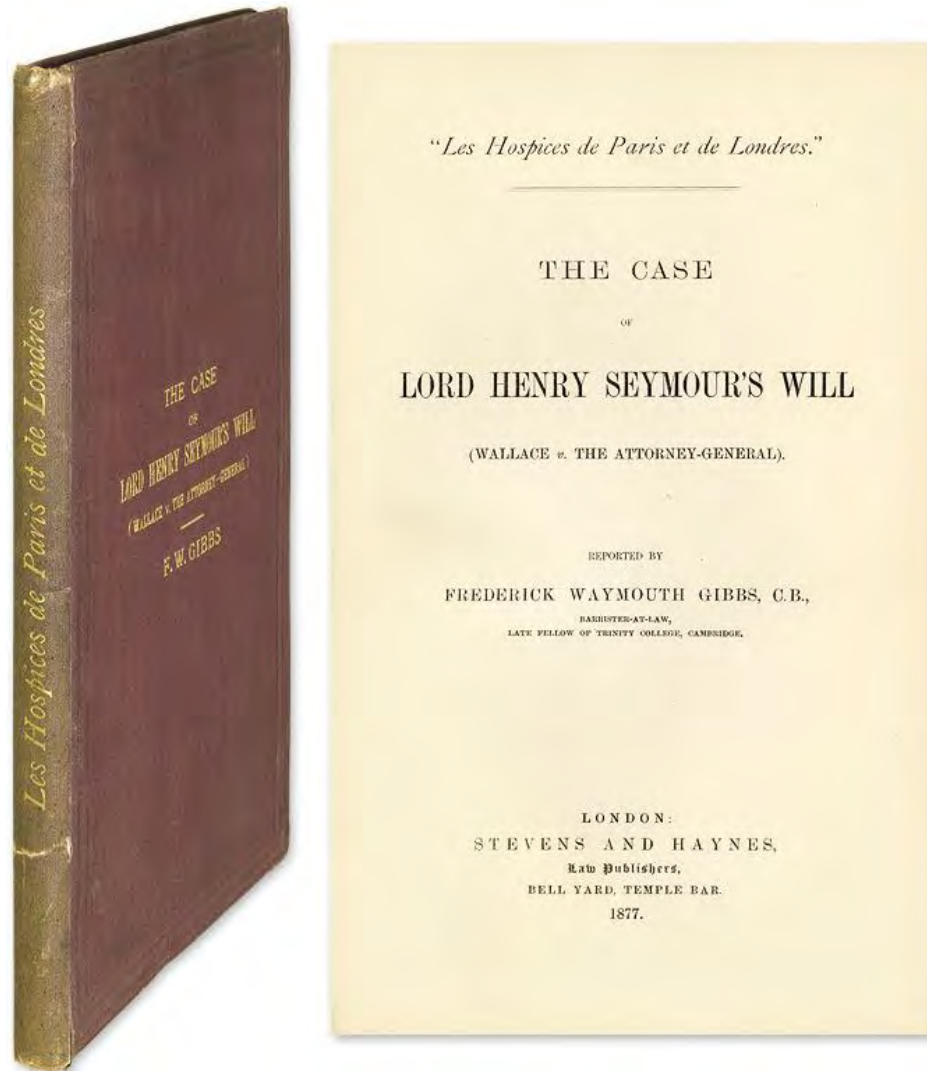 Les Hospices de Paris et de Londres
THE CASE
OF
LORD HENRY SEYMOUR'S WILL
(WALLACE v. THE ATTORNEY-GENERAL)
F. W. GIBBS
"Les Hospices de Paris et de Londres."
THE CASE
OF
LORD HENRY SEYMOUR'S WILL
(WALLACE v. THE ATTORNEY-GENERAL).
REPORTED BY
FREDERICK WAYMOUTH GIBBS, C.B.,
BARRISTER-AT-LAW,
LATE FELLOW OF TRINITY COLLEGE, CAMBRIDGE.
LONDON:
STEVENS AND HAYNES,
Law Publishers,
BELL YARD, TEMPLE BAR.
1877.